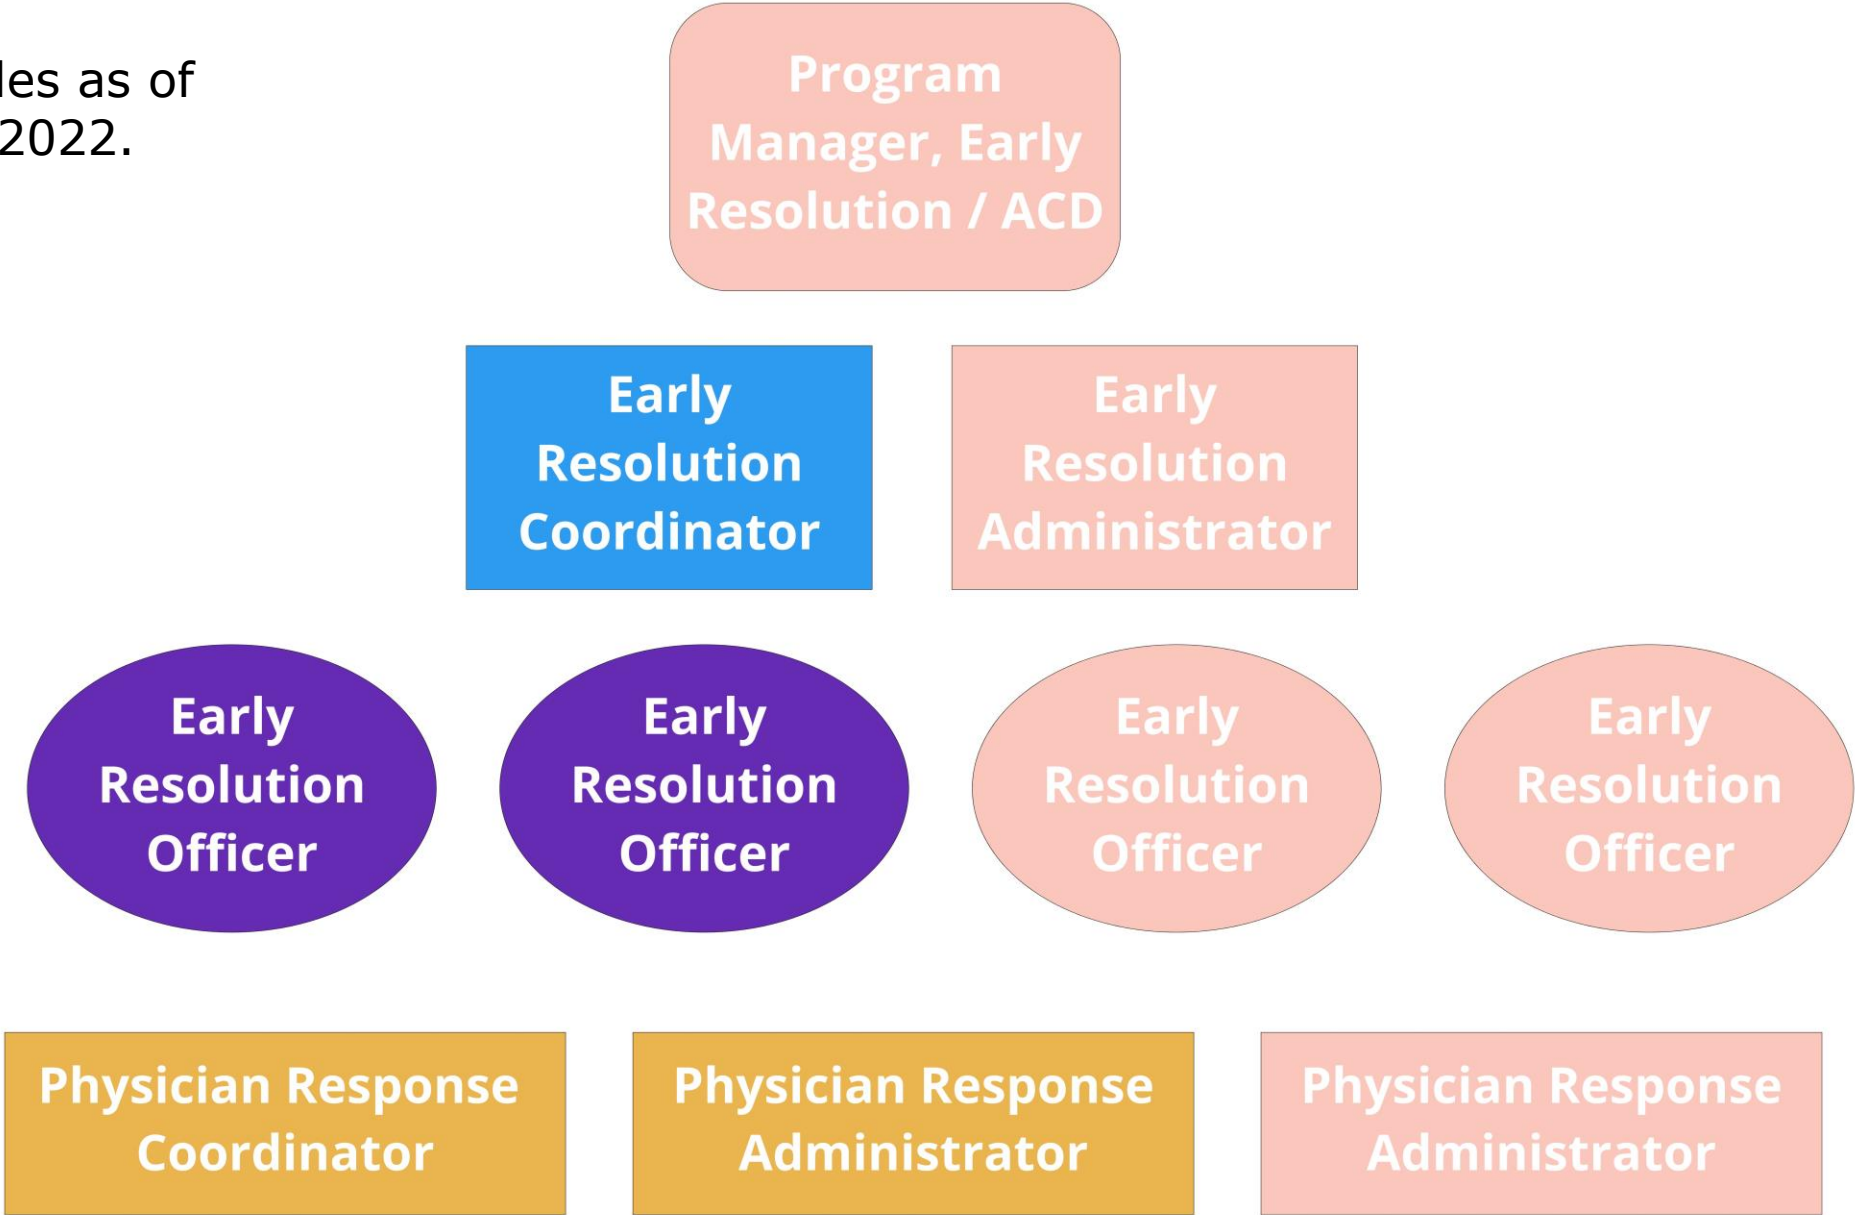 as of
2022.
Program
Manager, Early
Resolution / ACD
Early
Resolution
Coordinator
Early
Resolution
Administrator
Early
Resolution
Officer
Early
Resolution
Officer
Early
Resolution
Officer
Early
Resolution
Officer
Physician Response
Coordinator
Physician Response
Administrator
Physician Response
Administrator